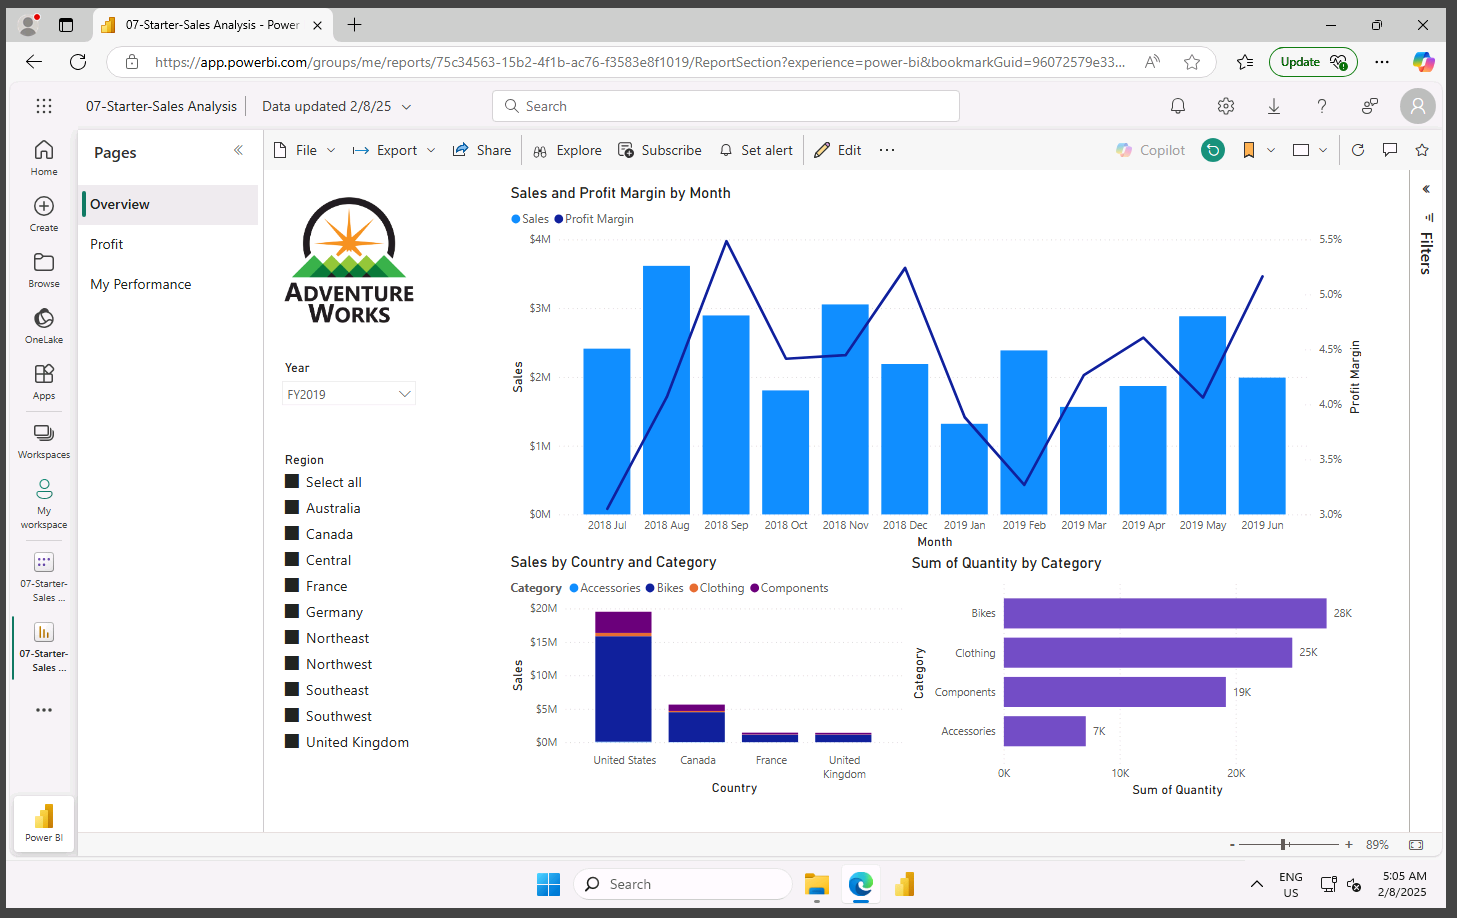 07-Starter-Sales Analysis - Power
https://app.powerbi.com/groups/me/reports/75c34563-15b2-4f1b-ac76-f3583e8f1019/ReportSection?experience=power-bi&bookmarkGuid=96072579e33...
Update
07-Starter-Sales Analysis
Data updated 2/8/25
Search
Home
Create
Browse
OneLake
Apps
Workspaces
My
workspace
07-Starter-
Sales ...
07-Starter-
Sales ...
Power BI
Pages
Overview
Profit
My Performance
File
Export
Share
Explore
Subscribe
Set alert
Edit
Copilot
Filters
ADVENTURE
WORKS
Year
FY2019
Region
Select all
Australia
Canada
Central
France
Germany
Northeast
Northwest
Southeast
Southwest
United Kingdom
Sales and Profit Margin by Month
Sales Profit Margin
$4M
$3M
$2M
$1M
$0M
Sales
5.5%
5.0%
4.5%
4.0%
3.5%
3.0%
Profit Margin
2018 Jul 2018 Aug 2018 Sep 2018 Oct 2018 Nov 2018 Dec 2019 Jan 2019 Feb 2019 Mar 2019 Apr 2019 May 2019 Jun
Month
Sales by Country and Category
Category Accessories Bikes Clothing Components
$20M
$15M
$10M
$5M
$0M
Sales
United States Canada France United
Kingdom
Country
Sum of Quantity by Category
Category
Bikes 28K
Clothing 25K
Components 19K
Accessories 7K
0K 10K 20K
Sum of Quantity
- + 89%
Search
ENG
US
5:05 AM
2/8/2025